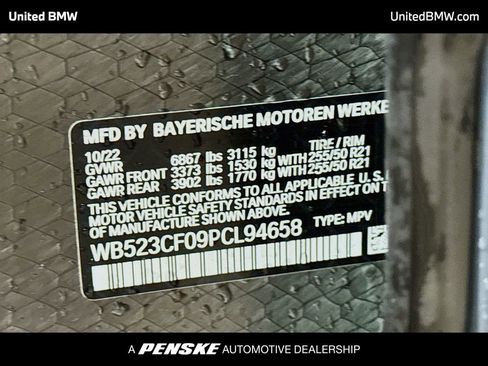 United BMW
UnitedBMW.com
MFD BY BAYERISCHE MOTOREN WERKE
10/22 TIRE / RIM
GVWR 6867 lbs 3115 kg
GAWR FRONT 3373 lbs 1530 kg WITH 255/50 R21
GAWR REAR 3902 lbs 1770 kg WITH 255/50 R21
THIS VEHICLE CONFORMS TO ALL APPLICABLE U.S.
MOTOR VEHICLE STANDARDS IN EFFECT ON
OF MANUFACTURE SHOWN ABOVE.
WB523CF09PCL94658 TYPE: MPV
A PENSKE AUTOMOTIVE DEALERSHIP